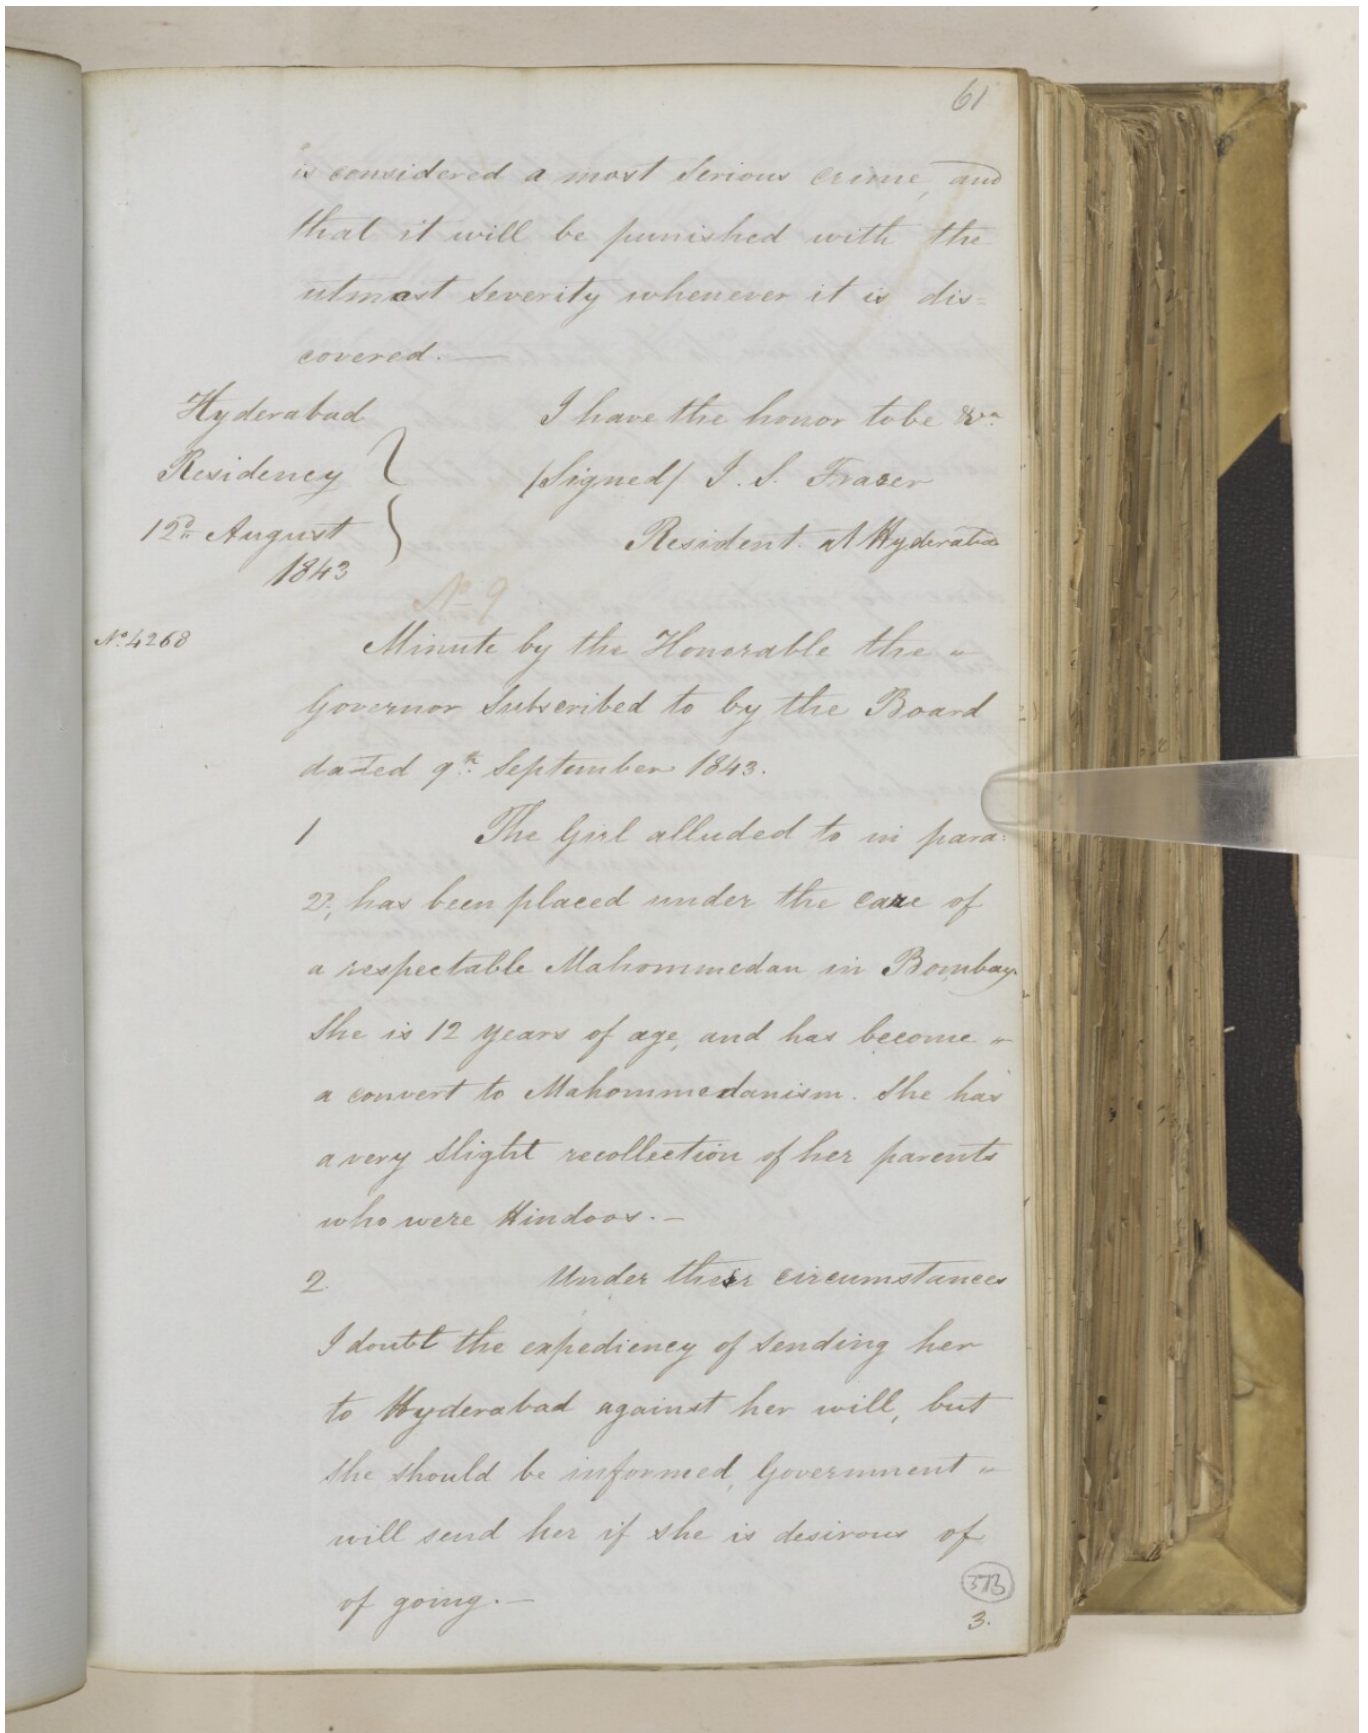 61
is considered a most serious crime, and
that it will be punished with the
utmost severity whenever it is dis=
covered. —
Hyderabad
Residency
12th August
1843
I have the honor to be &ca
/Signed/ J. S. Fraser
Resident at Hyderabad
No 9
No. 4268
Minute by the Honorable the "
Governor subscribed to by the Board
dated 9th September 1843.
1 The Girl alluded to in para:
2d, has been placed under the care of
a respectable Mahommedan in Bombay.
She is 12 years of age, and has become "
a convert to Mahommedanism. She has
a very slight recollection of her parents
who were Hindoos. —
2. Under their circumstances
I doubt the expediency of sending her
to Hyderabad against her will, but
she should be informed, Government "
will send her if she is desirous of
of going. —
3.